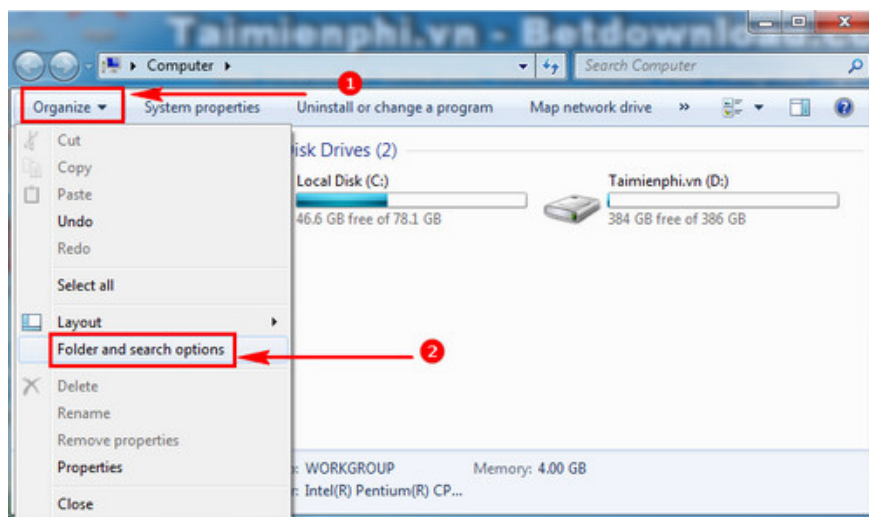 Taimienphi.vn - Betdownload.c
Computer
Search Computer
1
Organize
System properties
Uninstall or change a program
Map network drive
»
Cut
Copy
Paste
Undo
Redo
Select all
Layout
Folder and search options
2
Delete
Rename
Remove properties
Properties
Close
isk Drives (2)
Local Disk (C:)
46.6 GB free of 78.1 GB
Taimienphi.vn (D:)
384 GB free of 386 GB
: WORKGROUP
Memory: 4.00 GB
r: Intel(R) Pentium(R) CP...